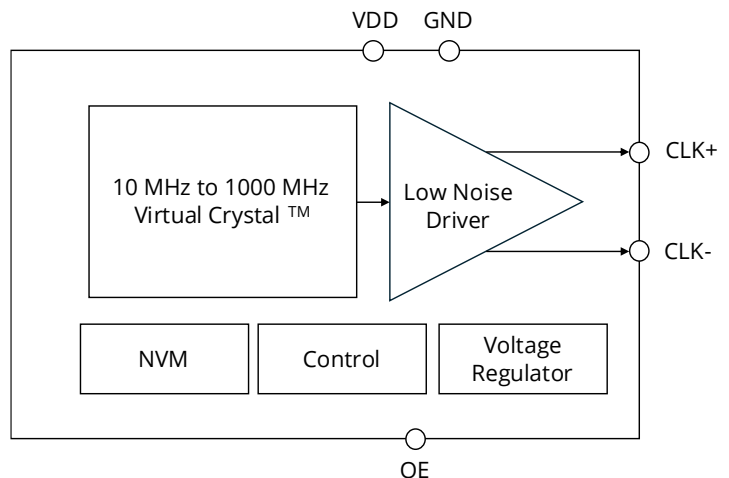 VDD GND
CLK+
10 MHz to 1000 MHz
Virtual Crystal ™
Low Noise
Driver
CLK-
NVM
Control
Voltage
Regulator
OE